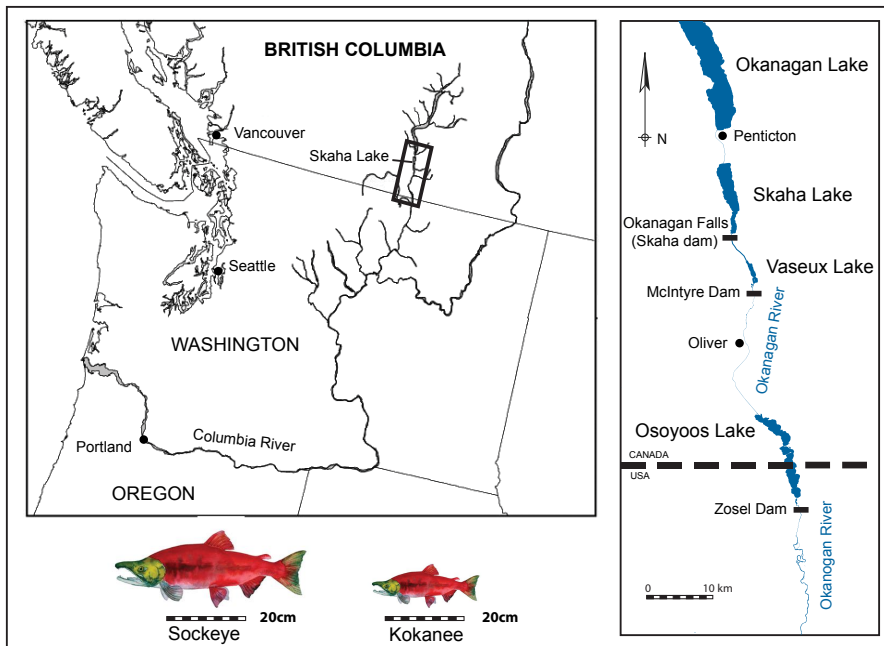 BRITISH COLUMBIA
Vancouver
Skaha Lake
Seattle
WASHINGTON
Columbia River
Portland
OREGON
20cm
Sockeye
20cm
Kokanee
Okanagan Lake
N
Penticton
Skaha Lake
Okanagan Falls
(Skaha dam)
Vaseux Lake
McIntyre Dam
Okanagan River
Oliver
Osoyoos Lake
CANADA
USA
Zosel Dam
Okanogan River
0 10 km